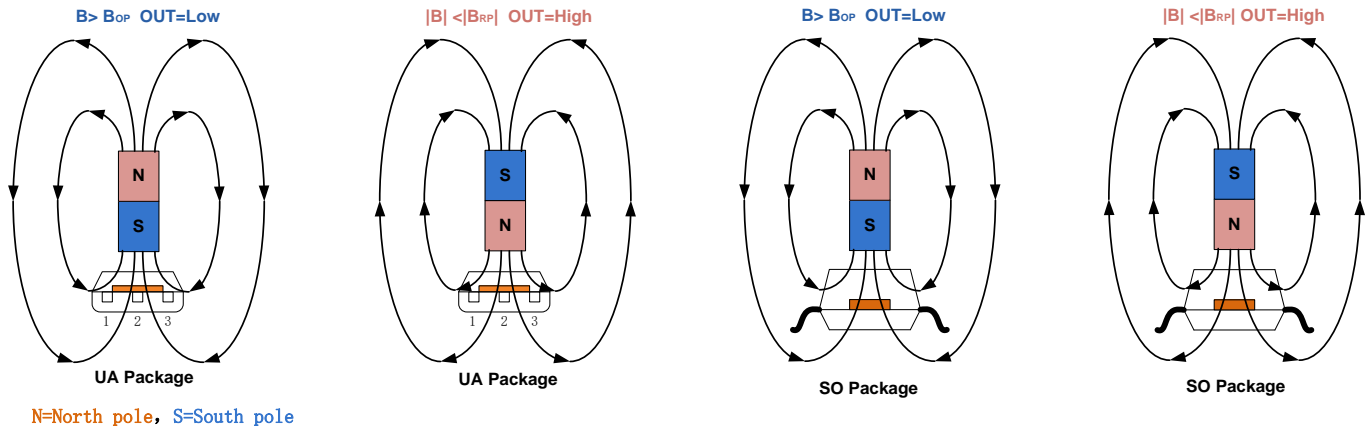 B> BOP OUT=Low
|B| <|BRP| OUT=High
B> BOP OUT=Low
|B| <|BRP| OUT=High
N
S
S
N
N
S
S
N
1 2 3
1 2 3
UA Package
UA Package
SO Package
SO Package
N=North pole, S=South pole